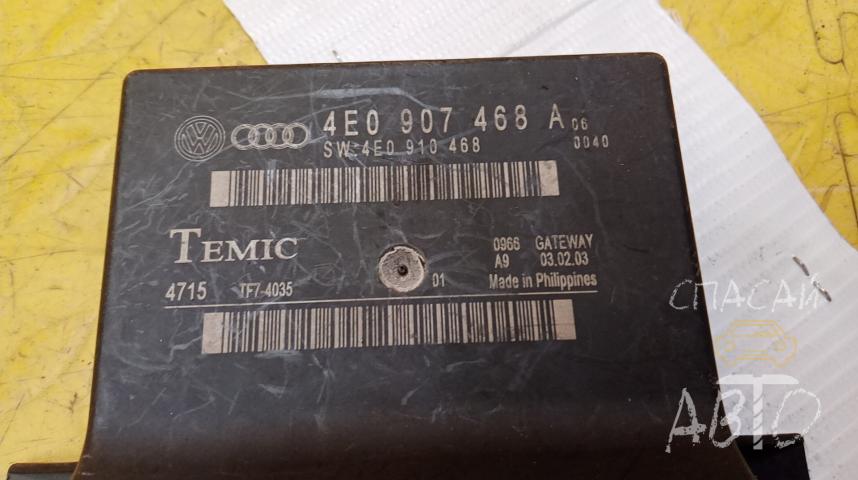 4E0 907 468 A 06
SW 4E0 910 468 0040
TEMIC 0966 GATEWAY
A9 03.02.03
4715 TF7-4035 01 Made in Philippines
СПАСАЙ
АВТО